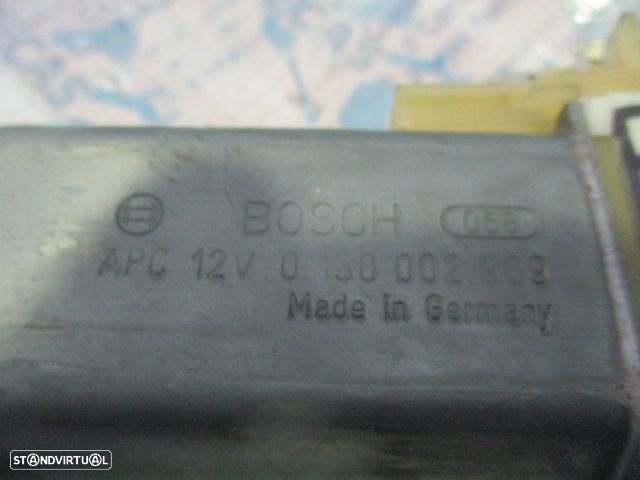 BOSCH 058
APC 12V 0 130 002 909
Made in Germany
STANDVIRTUAL